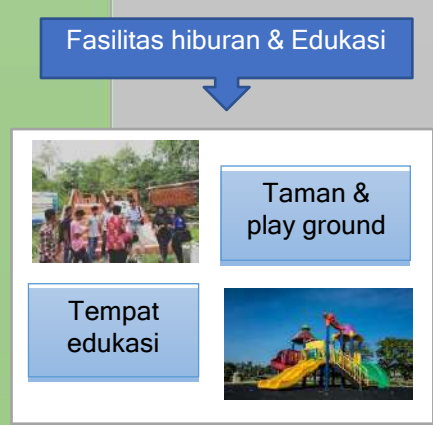 Fasilitas hiburan & Edukasi
Taman &
play ground
Tempat
edukasi